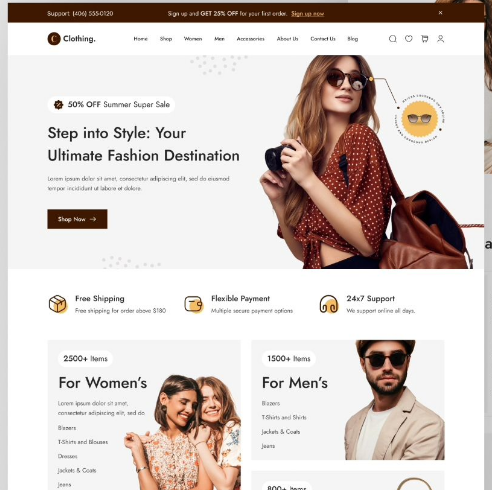 Support (406) 555-0120
Sign up and GET 25% OFF for your first order. Sign up now
Clothing.
Home Shop Women Men Accessories About Us Contact Us Blog
50% OFF Summer Super Sale
Step into Style: Your
Ultimate Fashion Destination
Lorem ipsum dolor sit amet, consectetur adipiscing elit, sed do eiusmod
tempor incididunt ut labore et dolore.
Shop Now
Free Shipping
Free shipping for order above $180
Flexible Payment
Multiple secure payment options
24x7 Support
We support online all days.
2500+ Items
For Women's
Lorem ipsum dolor sit amet,
consectetur adipiscing elit, sed do
Blazers
T-Shirts and Blouses
Dresses
Jackets & Coats
Jeans
1500+ Items
For Men's
Blazers
T-Shirts and Shirts
Jackets & Coats
Jeans
800+ Items